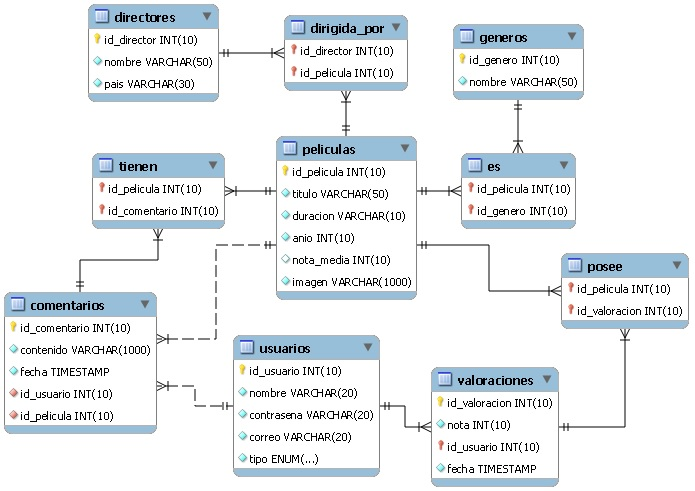 directores
id_director INT(10)
nombre VARCHAR(50)
pais VARCHAR(30)
dirigida_por
id_director INT(10)
id_pelicula INT(10)
generos
id_genero INT(10)
nombre VARCHAR(50)
tienen
id_pelicula INT(10)
id_comentario INT(10)
peliculas
id_pelicula INT(10)
titulo VARCHAR(50)
duracion VARCHAR(10)
anio INT(10)
nota_media INT(10)
imagen VARCHAR(1000)
es
id_pelicula INT(10)
id_genero INT(10)
posee
id_pelicula INT(10)
id_valoracion INT(10)
comentarios
id_comentario INT(10)
contenido VARCHAR(1000)
fecha TIMESTAMP
id_usuario INT(10)
id_pelicula INT(10)
usuarios
id_usuario INT(10)
nombre VARCHAR(20)
contrasena VARCHAR(20)
correo VARCHAR(20)
tipo ENUM(...)
valoraciones
id_valoracion INT(10)
nota INT(10)
id_usuario INT(10)
fecha TIMESTAMP